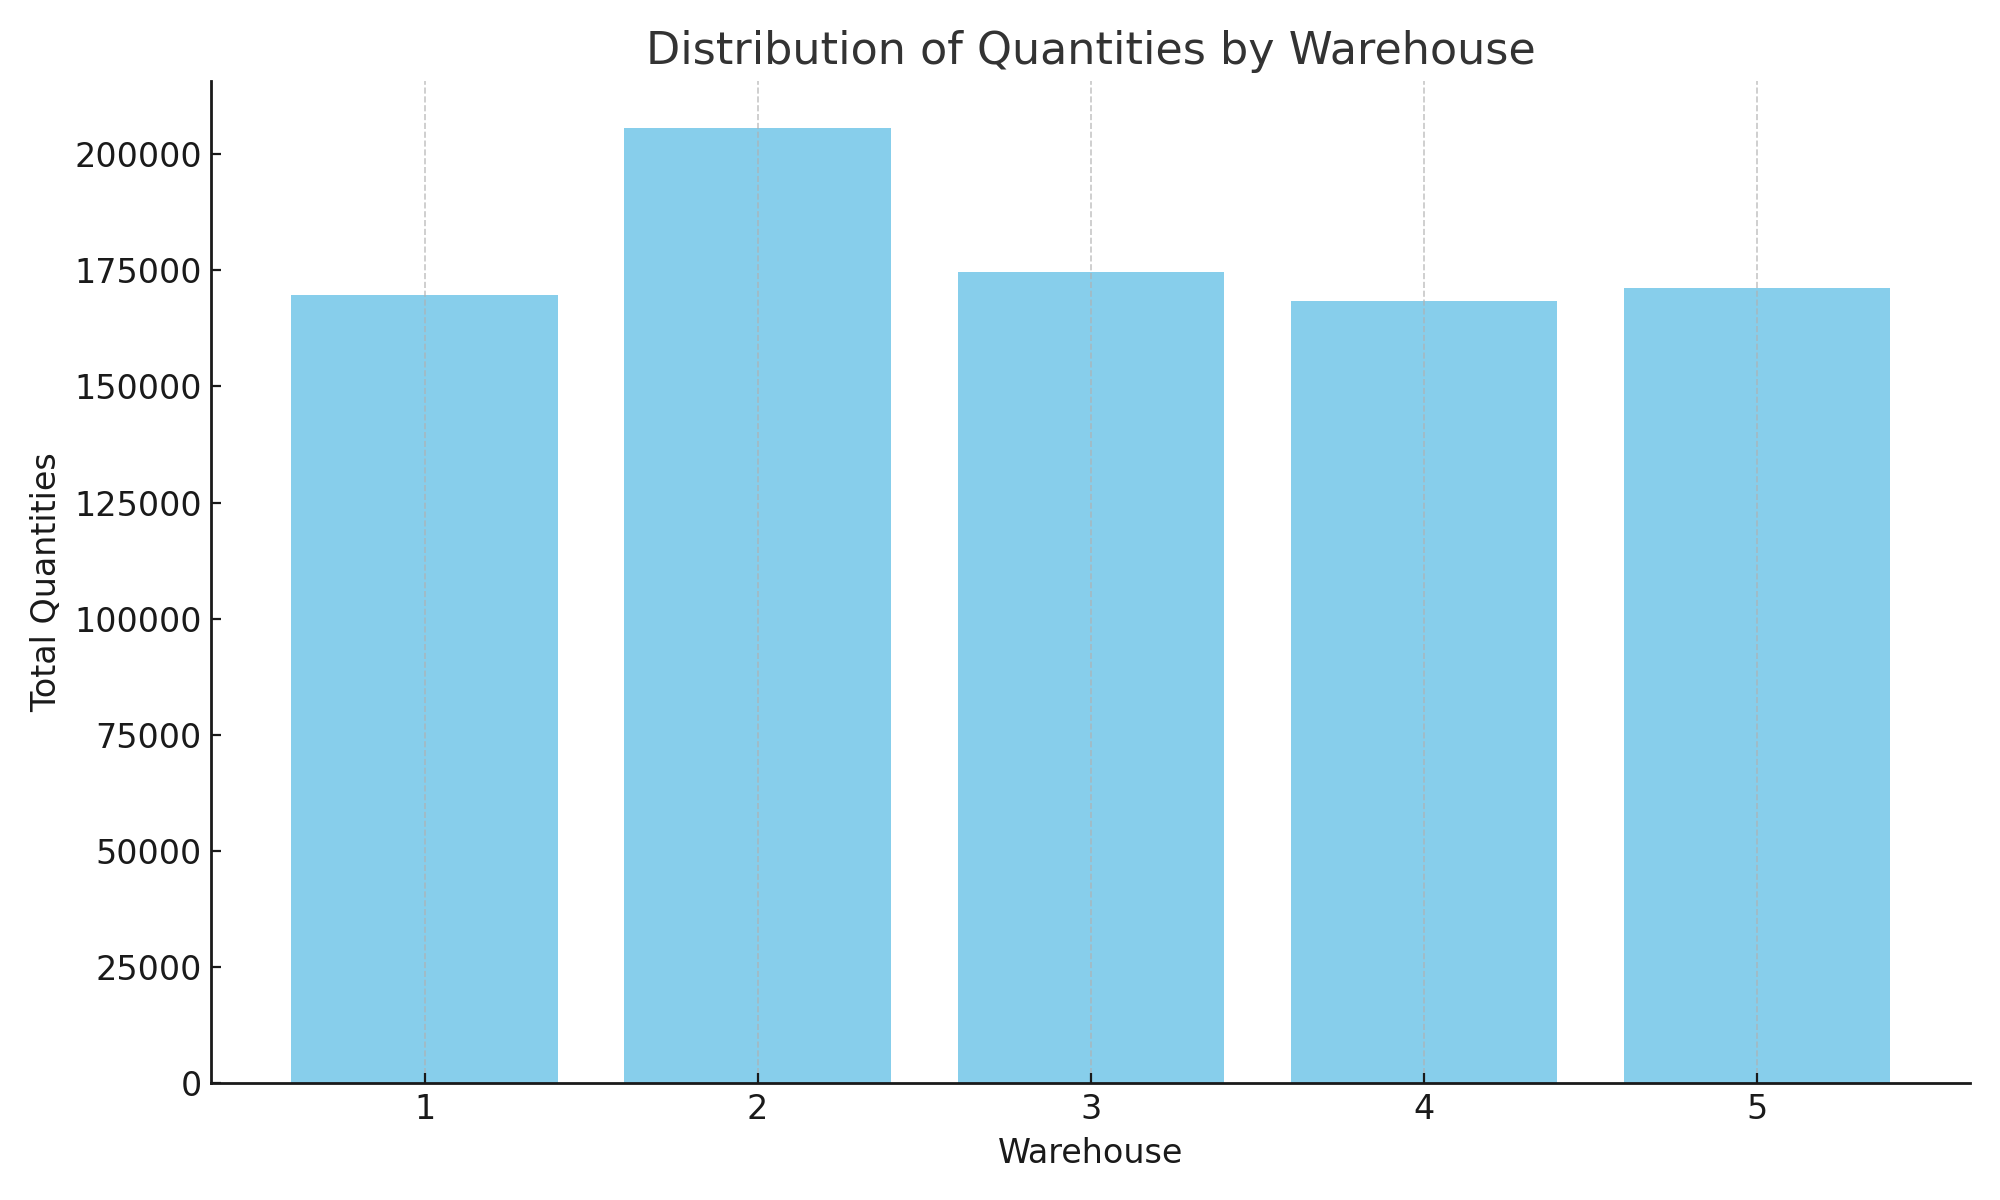 Distribution of Quantities by Warehouse
200000
175000
150000
125000
100000
75000
50000
25000
0
Total Quantities
1 2 3 4 5
Warehouse